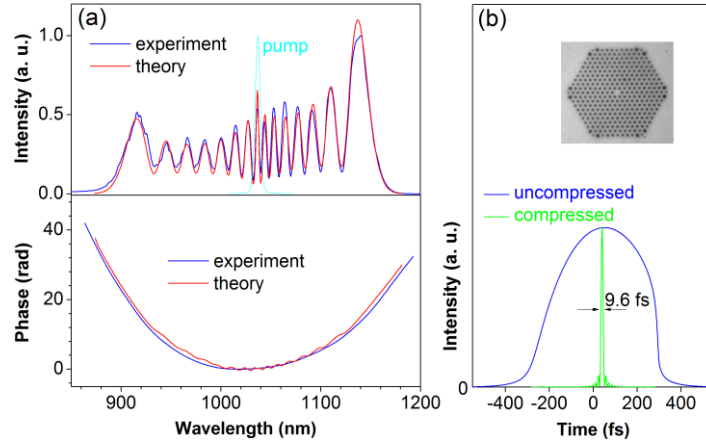 (a)
experiment
theory
pump
Intensity (a. u.)
1.0
0.5
0.0
Phase (rad)
40
20
0
experiment
theory
900
1000
1100
1200
Wavelength (nm)
(b)
uncompressed
compressed
9.6 fs
Intensity (a. u.)
0
-400
-200
0
200
400
Time (fs)